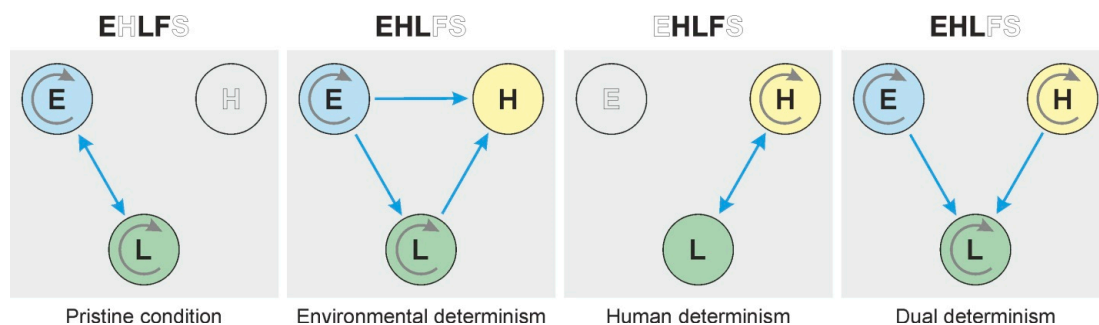 EHLFS EHLFS EHLFS EHLFS
E H E H E H E H
L L L L
Pristine condition Environmental determinism Human determinism Dual determinism